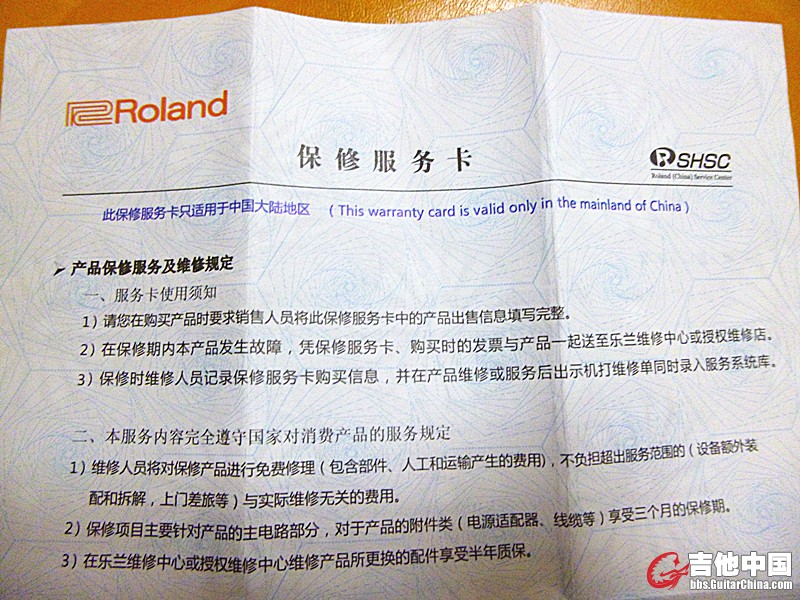 Roland
保修服务卡
R SHSC
Roland (China) Service Center
此保修服务卡只适用于中国大陆地区 （This warranty card is valid only in the mainland of China）
➢ 产品保修服务及维修规定
一、服务卡使用须知
1）请您在购买产品时要求销售人员将此保修服务卡中的产品出售信息填写完整。
2）在保修期内本产品发生故障，凭保修服务卡、购买时的发票与产品一起送至乐兰维修中心或授权维修店。
3）保修时维修人员记录保修服务卡购买信息，并在产品维修或服务后出示机打维修单同时录入服务系统库。
二、本服务内容完全遵守国家对消费产品的服务规定
1）维修人员将对保修产品进行免费修理（包含部件、人工和运输产生的费用)，不负担超出服务范围的（设备额外装
配和拆解，上门差旅等）与实际维修无关的费用。
2）保修项目主要针对产品的主电路部分，对于产品的附件类（电源适配器、线缆等）享受三个月的保修期。
3）在乐兰维修中心或授权维修中心维修产品所更换的配件享受半年质保。
吉他中国
bbs.GuitarChina.com